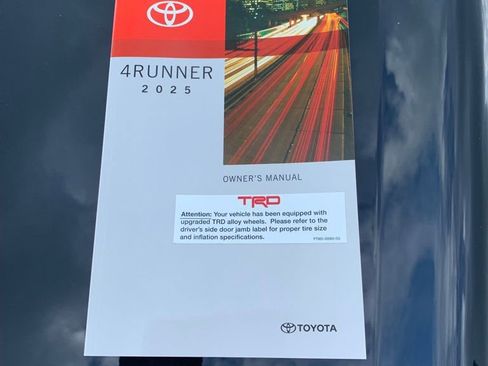 4RUNNER
2025
OWNER'S MANUAL
TRD
Attention: Your vehicle has been equipped with
upgraded TRD alloy wheels. Please refer to the
driver's side door jamb label for proper tire size
and inflation specifications.
TOYOTA